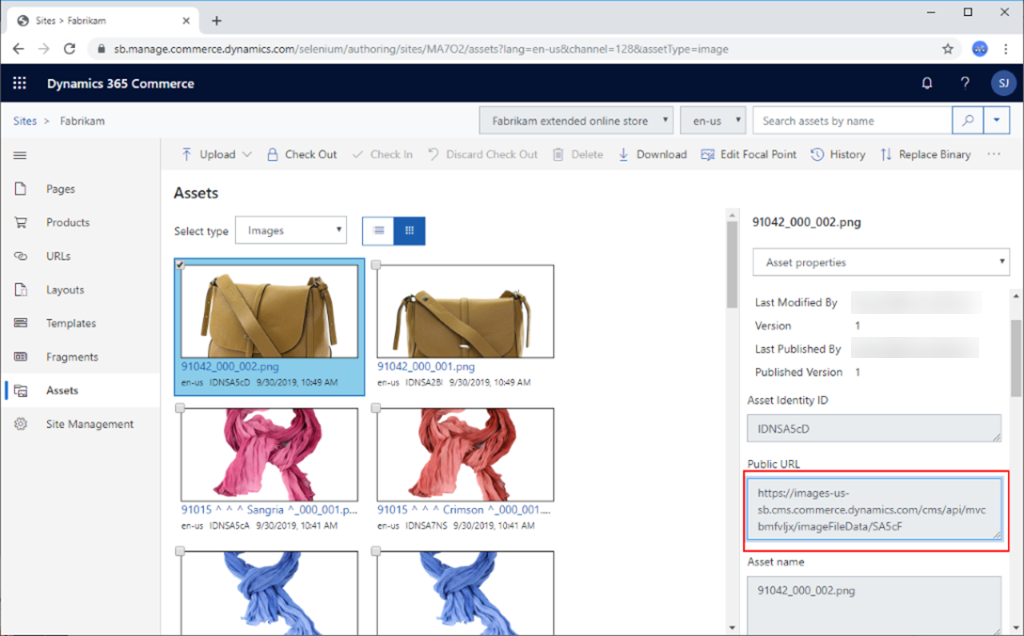 Sites > Fabrikam
sb.manage.commerce.dynamics.com/selenium/authoring/sites/MA7O2/assets?lang=en-us&channel=128&assetType=image
Dynamics 365 Commerce
? SJ
Sites > Fabrikam
Fabrikam extended online store
en-us
Search assets by name
Upload Check Out Check In Discard Check Out Delete Download Edit Focal Point History Replace Binary ...
Pages
Products
URLs
Layouts
Templates
Fragments
Assets
Site Management
Assets
Select type Images
91042_000_002.png
en-us IDNSA5cD 9/30/2019, 10:49 AM
91042_000_001.png
en-us IDNSA2BI 9/30/2019, 10:49 AM
91015 ^ ^ ^ Sangria ^_000_001.p...
en-us IDNSA5cA 9/30/2019, 10:41 AM
91015 ^ ^ ^ Crimson ^_000_001....
en-us IDNSA7NS 9/30/2019, 10:41 AM
91042_000_002.png
Asset properties
Last Modified By
Version 1
Last Published By
Published Version 1
Asset Identity ID
IDNSA5cD
Public URL
https://images-us-
sb.cms.commerce.dynamics.com/cms/api/mvc
bmfvljx/imageFileData/SA5cF
Asset name
91042_000_002.png